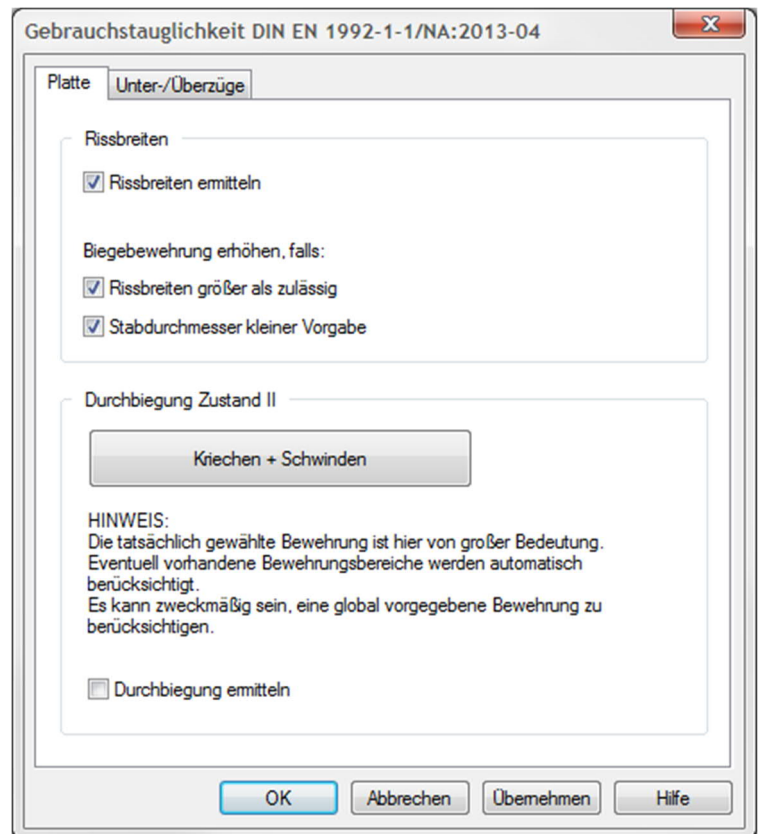 Gebrauchstauglichkeit DIN EN 1992-1-1/NA:2013-04
Platte
Unter-/Überzüge
Rissbreiten
Rissbreiten ermitteln
Biegebewehrung erhöhen, falls:
Rissbreiten größer als zulässig
Stabdurchmesser kleiner Vorgabe
Durchbiegung Zustand II
Kriechen + Schwinden
HINWEIS:
Die tatsächlich gewählte Bewehrung ist hier von großer Bedeutung.
Eventuell vorhandene Bewehrungsbereiche werden automatisch
berücksichtigt.
Es kann zweckmäßig sein, eine global vorgegebene Bewehrung zu
berücksichtigen.
Durchbiegung ermitteln
OK
Abbrechen
Übernehmen
Hilfe